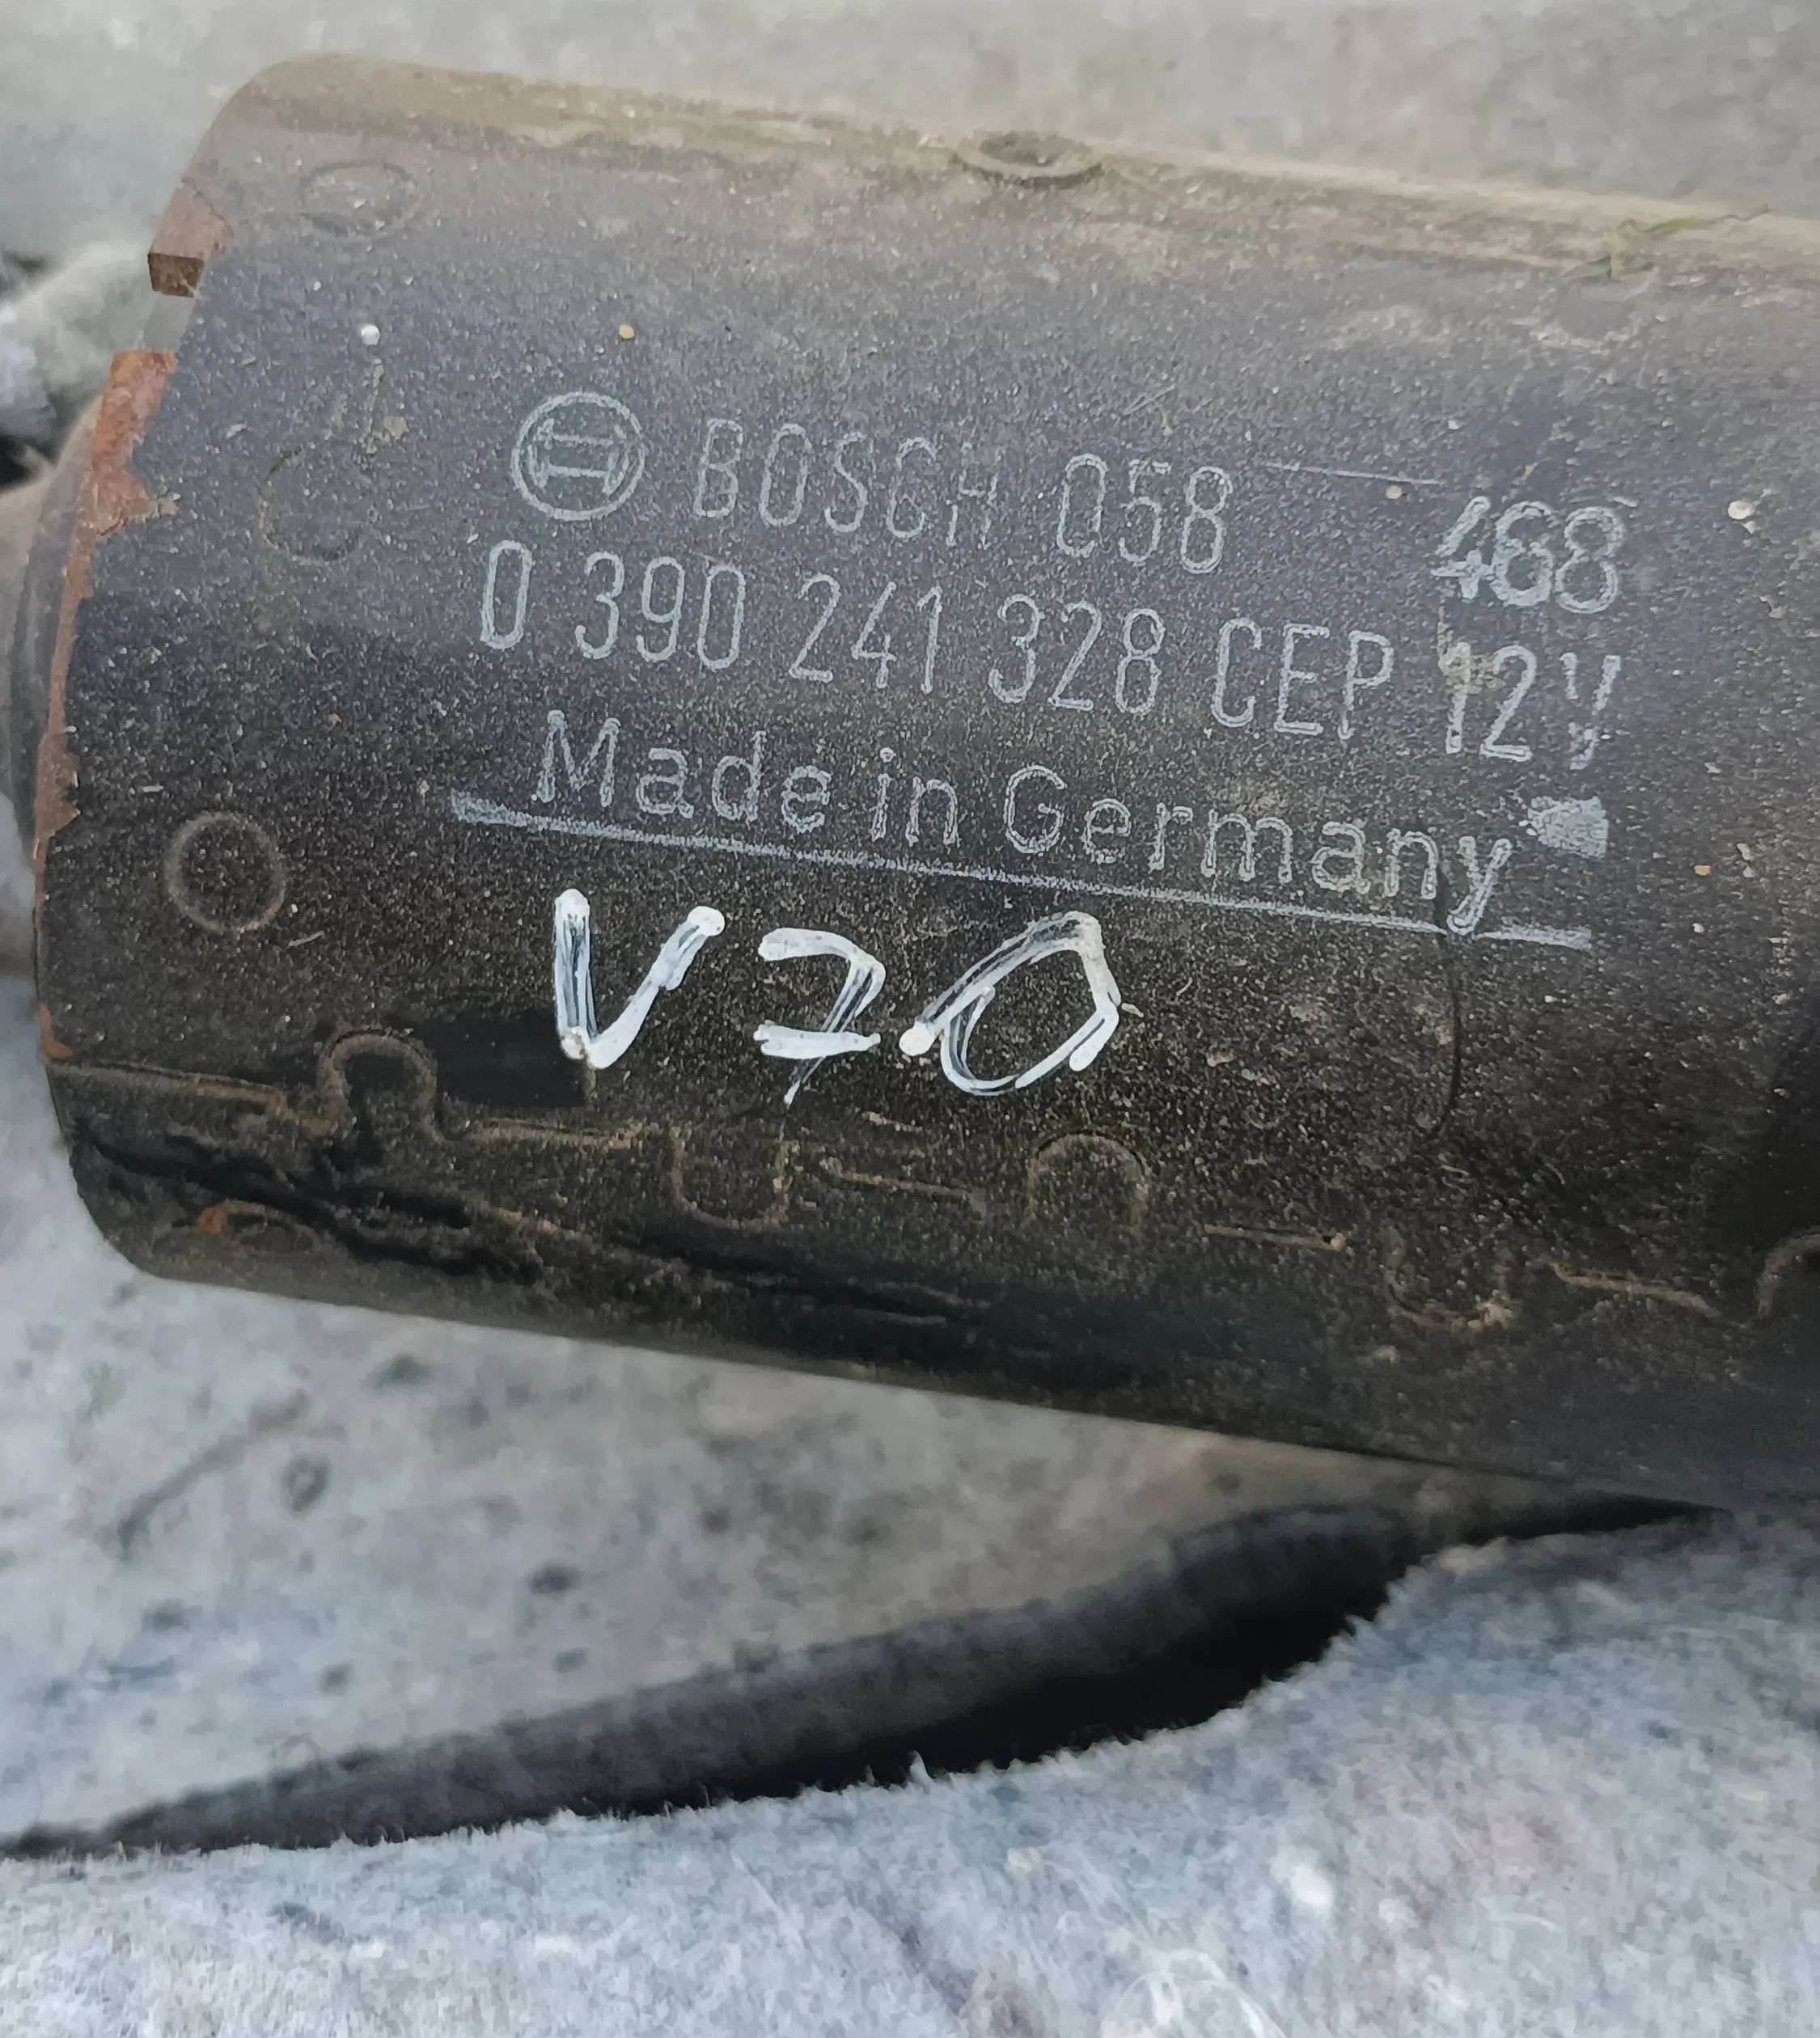 BOSCH 058 468
0 390 241 328 CEP 12V
Made in Germany
V70